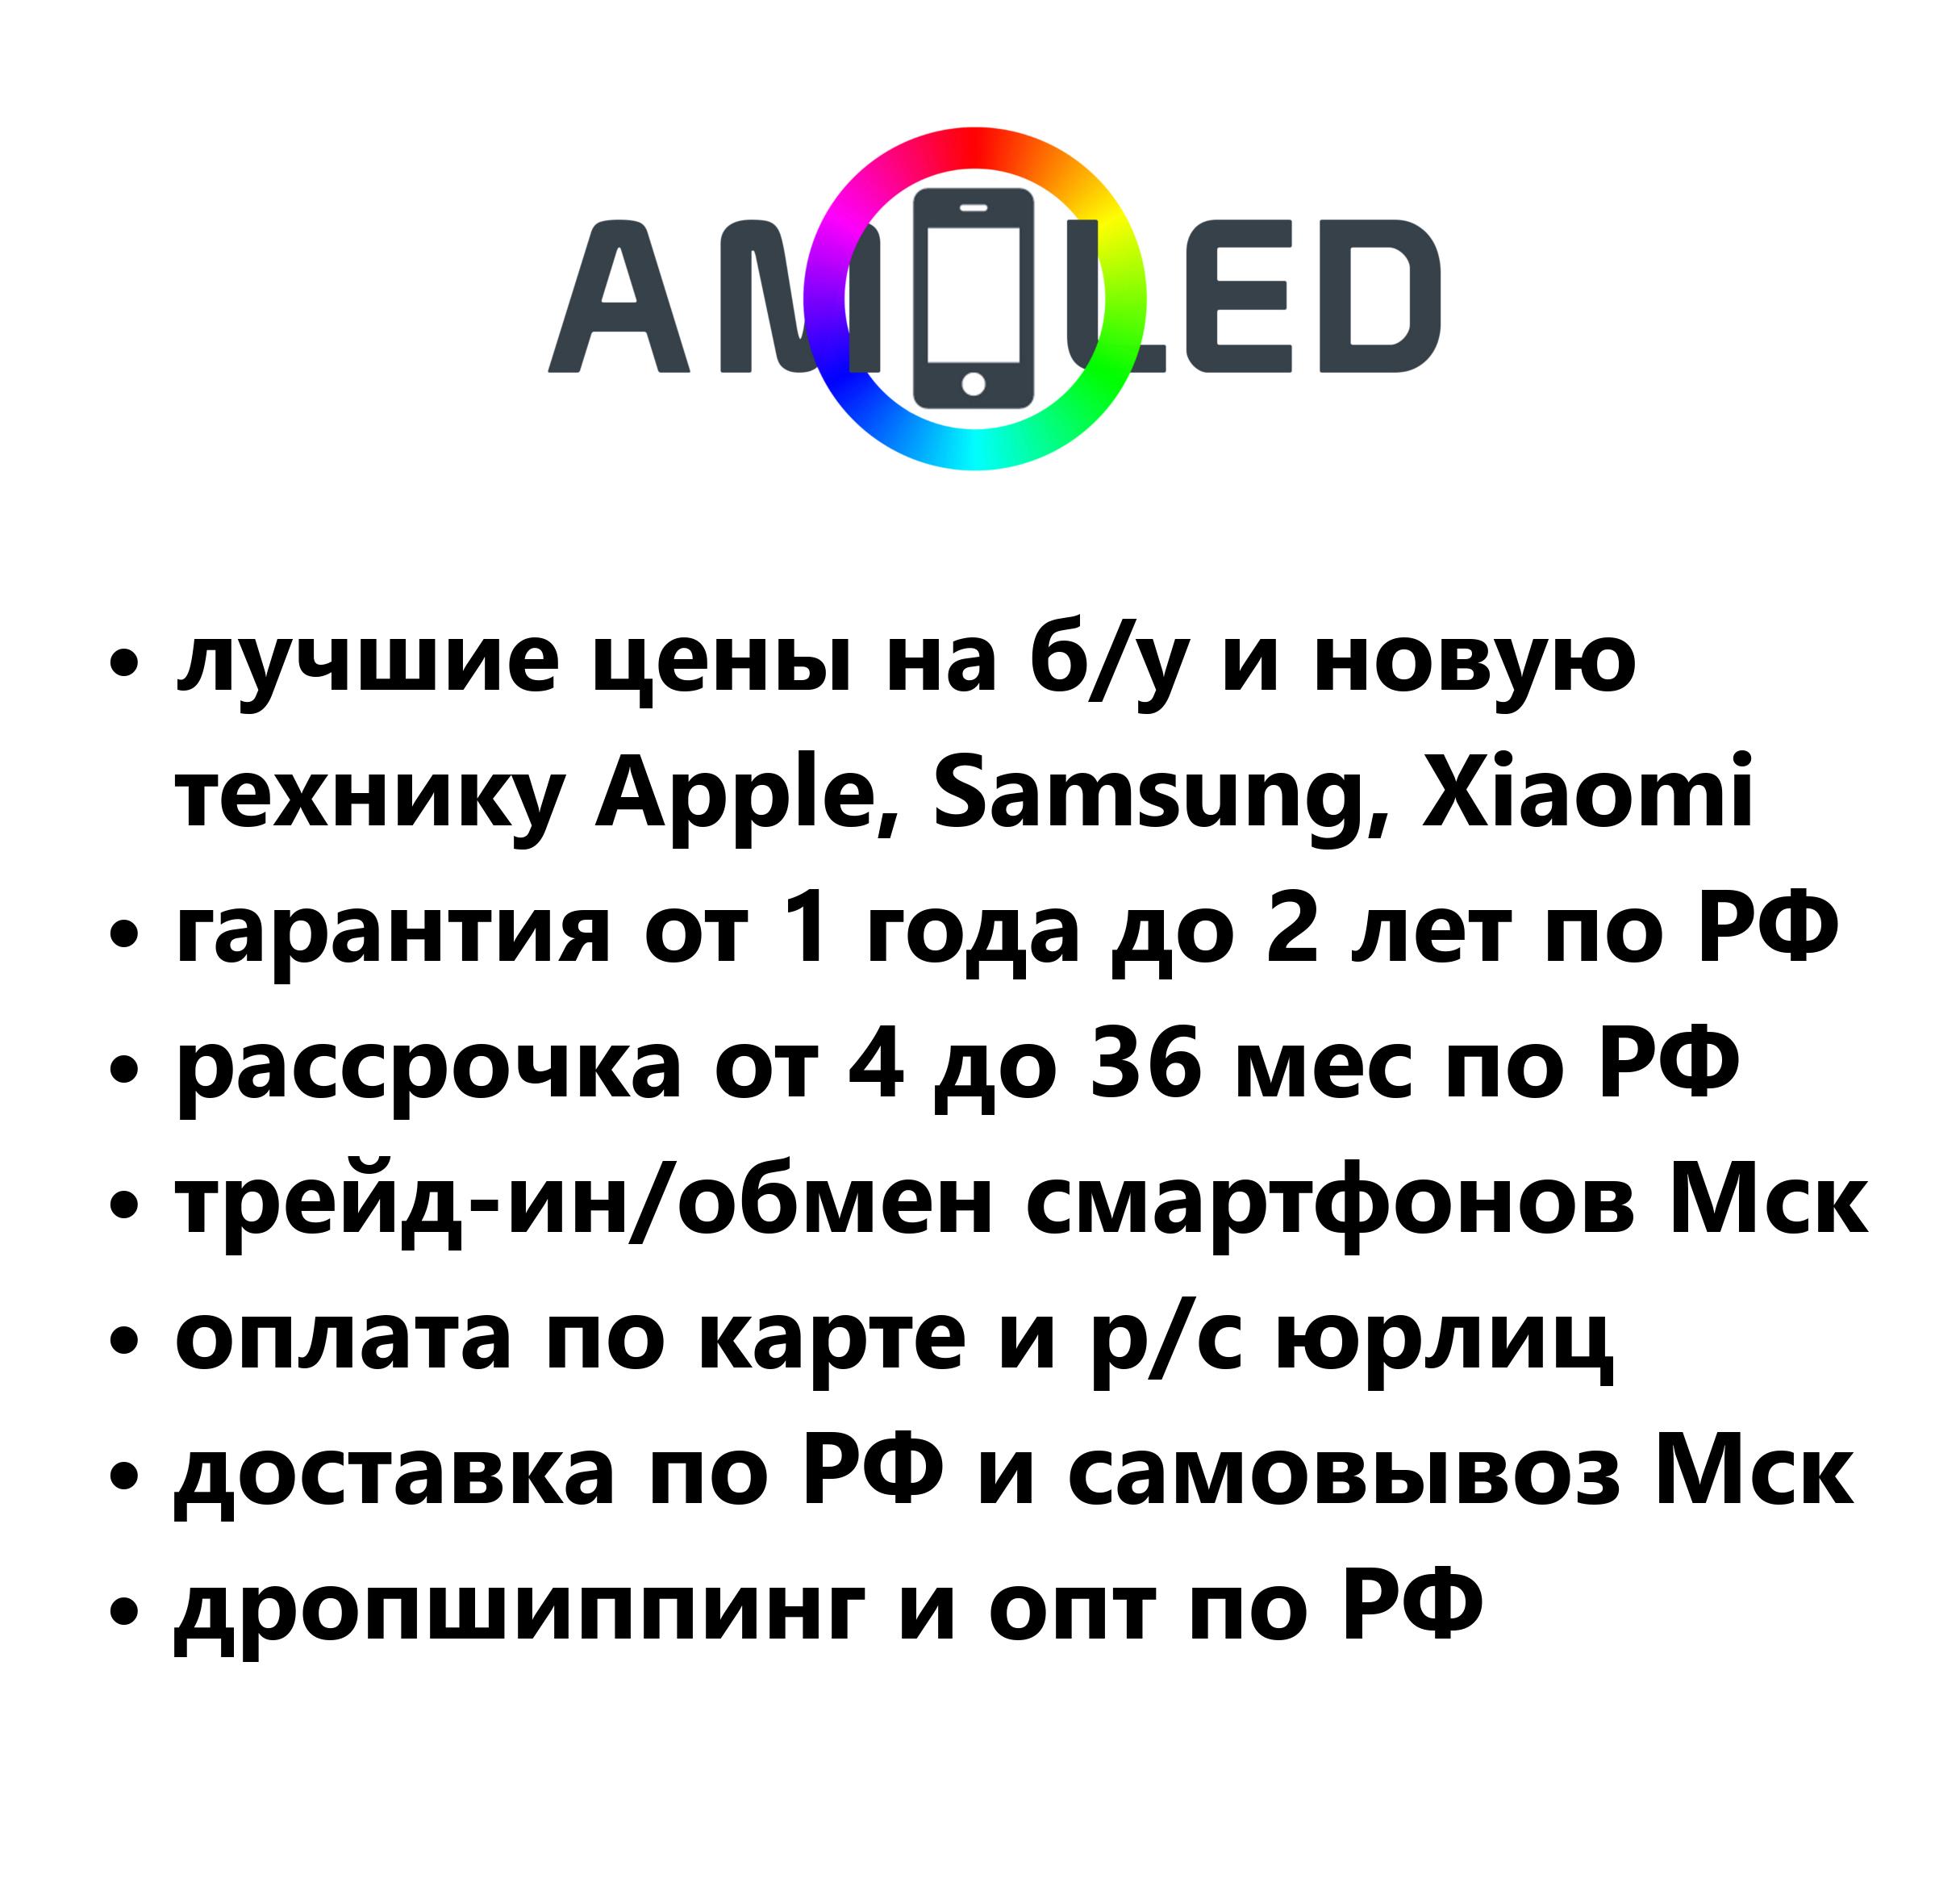 AMOLED
• лучшие цены на б/у и новую
технику Apple, Samsung, Xiaomi
• гарантия от 1 года до 2 лет по РФ
• рассрочка от 4 до 36 мес по РФ
• трейд-ин/обмен смартфонов Мск
• оплата по карте и р/с юрлиц
• доставка по РФ и самовывоз Мск
• дропшиппинг и опт по РФ